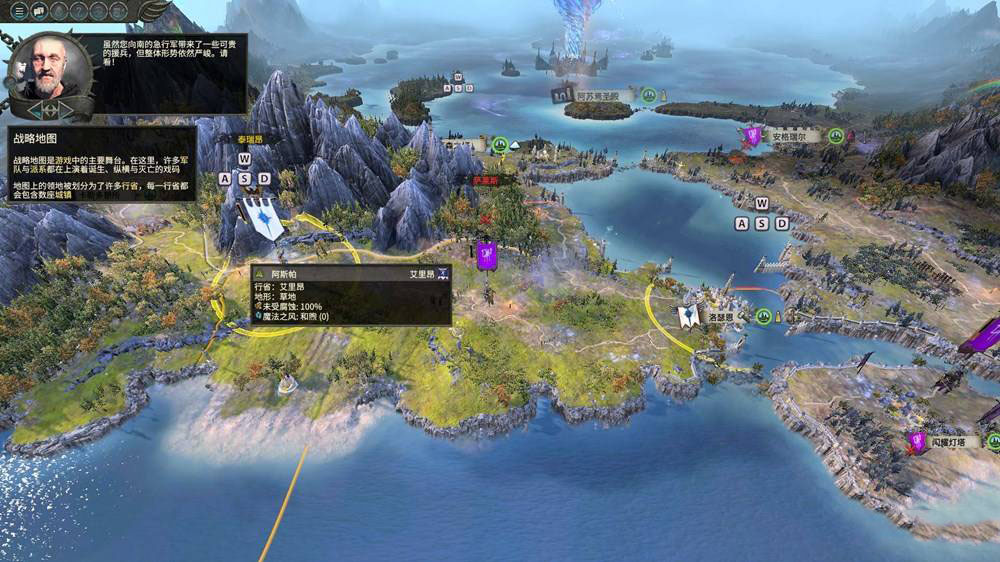 虽然您向南的急行军带来了一些可贵
的援兵，但整体形势依然严峻。请
看！
战略地图
战略地图是游戏中的主要舞台。在这里，许多军
队与派系都在上演着诞生、纵横与灭亡的戏码
地图上的领地被划分为了许多行省，每一行省都
会包含数座城镇
泰瑞昂
W
A S D
W
A S D
阿苏焉圣殿
安格瑞尔
萨莱斯
W
A S D
阿斯帕
艾里昂
行省：艾里昂
地形：草地
未受腐蚀: 100%
魔法之风: 和煦 (0)
洛瑟恩
闪耀灯塔